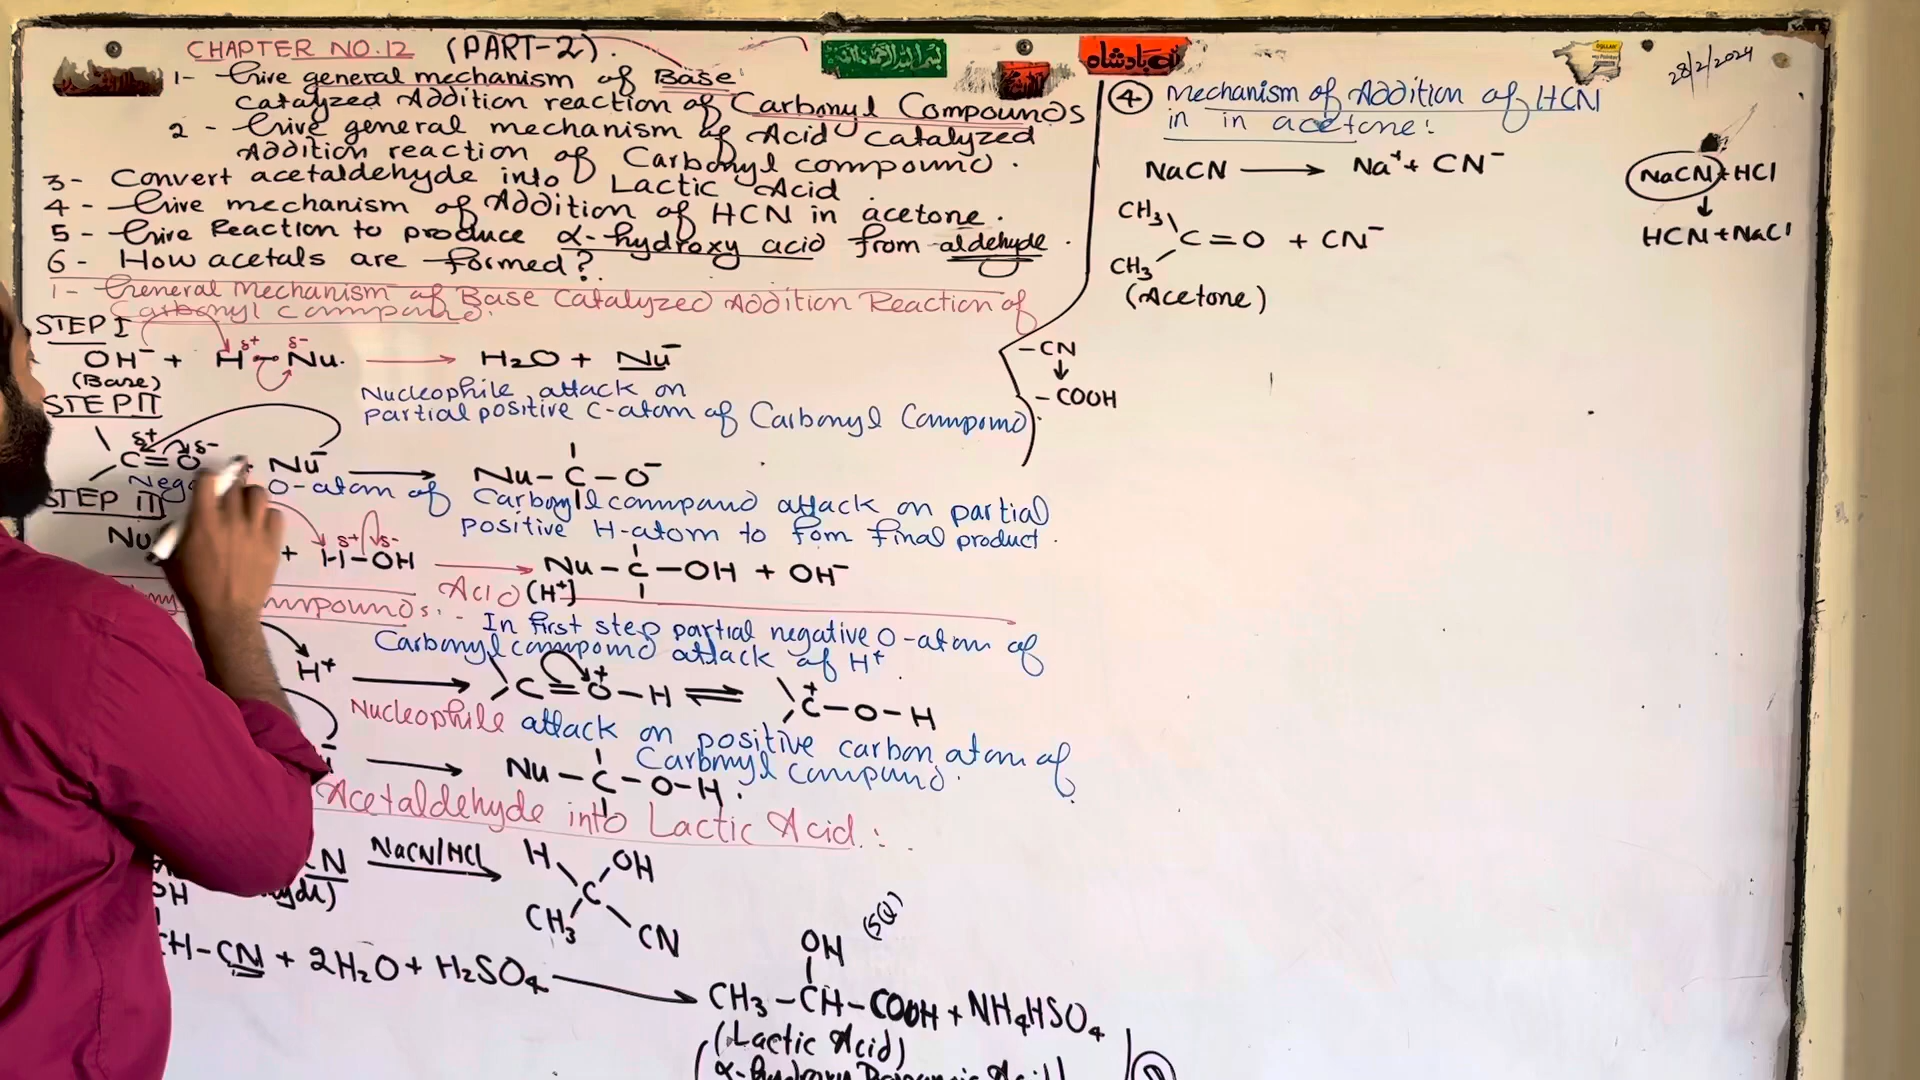 CHAPTER NO.12 (PART-2).
1- Give general mechanism of Base
Catalyzed Addition reaction of Carbonyl Compounds
2 - Give general mechanism of Acid Catalyzed
Addition reaction of Carbonyl compound.
3- Convert acetaldehyde into Lactic Acid.
4- Give mechanism of Addition of HCN in acetone.
5- Give Reaction to produce α-hydroxy acid from aldehyde.
6- How acetals are formed?
1- General mechanism of Base Catalyzed Addition Reaction of
Carbonyl Compound.
STEP I
OH⁻ + H δ+ – Nu δ- → H₂O + Nu⁻
(Base)
Nucleophile attack on
partial positive C-atom of Carbonyl Compound.
STEP II
C δ+ = O δ- Nu⁻ → Nu – C – O⁻
O-atom of Carbonyl compound attack on partial
positive H-atom to fom final product.
STEP III
Nu + H δ+ – OH δ- → Nu – C – OH + OH⁻
Acid (H⁺)
ompounds:-
In first step partial negative O-atom of
Carbonyl compound attack of H⁺
H⁺ → C = O⁺ – H ⇌ C⁺ – O – H
Nucleophile attack on positive carbon atom of
Carbonyl Compound.
→ Nu – C – O – H.
Acetaldehyde into Lactic Acid:
CN NaCN/HCl → H OH C CH₃ CN
OH
CH – CN + 2H₂O + H₂SO₄ → CH₃ – CH – COOH + NH₄HSO₄
OH
(Lactic Acid)
28/2/2024
④ Mechanism of Addition of HCN
in in acetone:
NaCN → Na⁺ + CN⁻
CH₃
C = O + CN⁻
CH₃
(Acetone)
NaCN + HCl
↓
HCN + NaCl
– CN
↓
– COOH